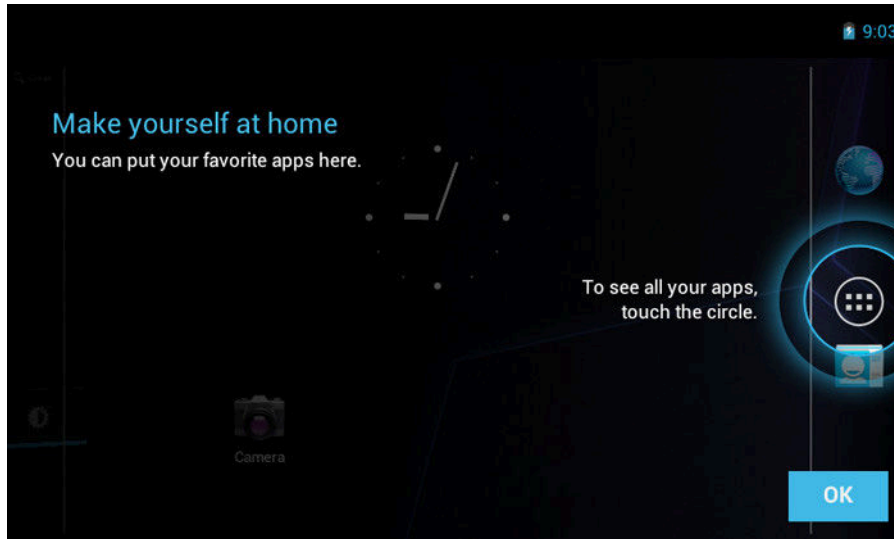 9:03
Make yourself at home
You can put your favorite apps here.
To see all your apps,
touch the circle.
Camera
OK